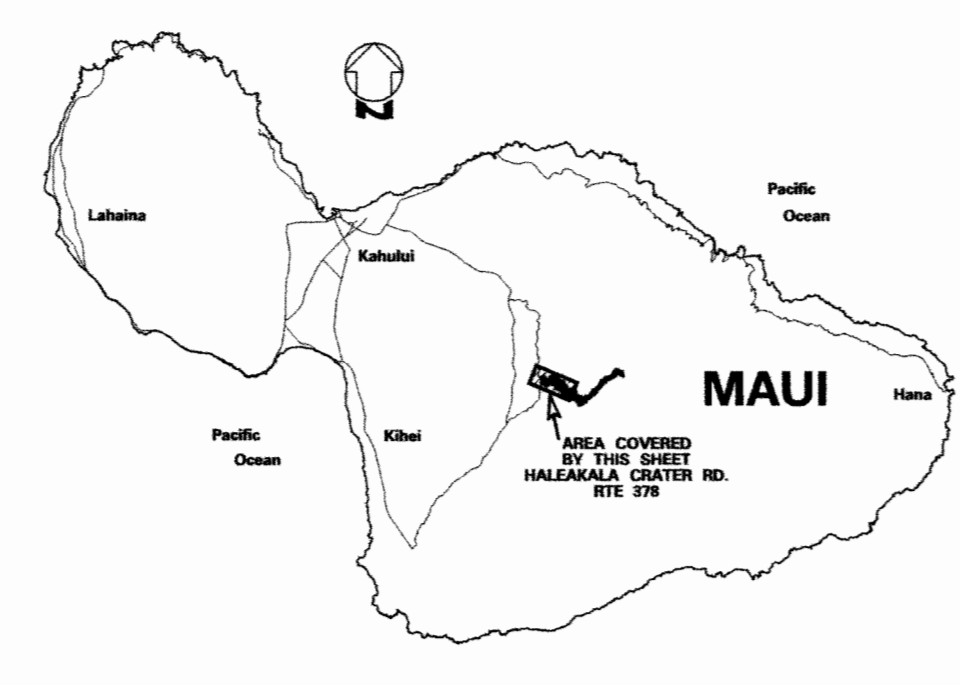 N
Pacific
Ocean
Lahaina
Kahului
MAUI
Hana
Pacific
Ocean
Kihei
AREA COVERED
BY THIS SHEET
HALEAKALA CRATER RD.
RTE 378